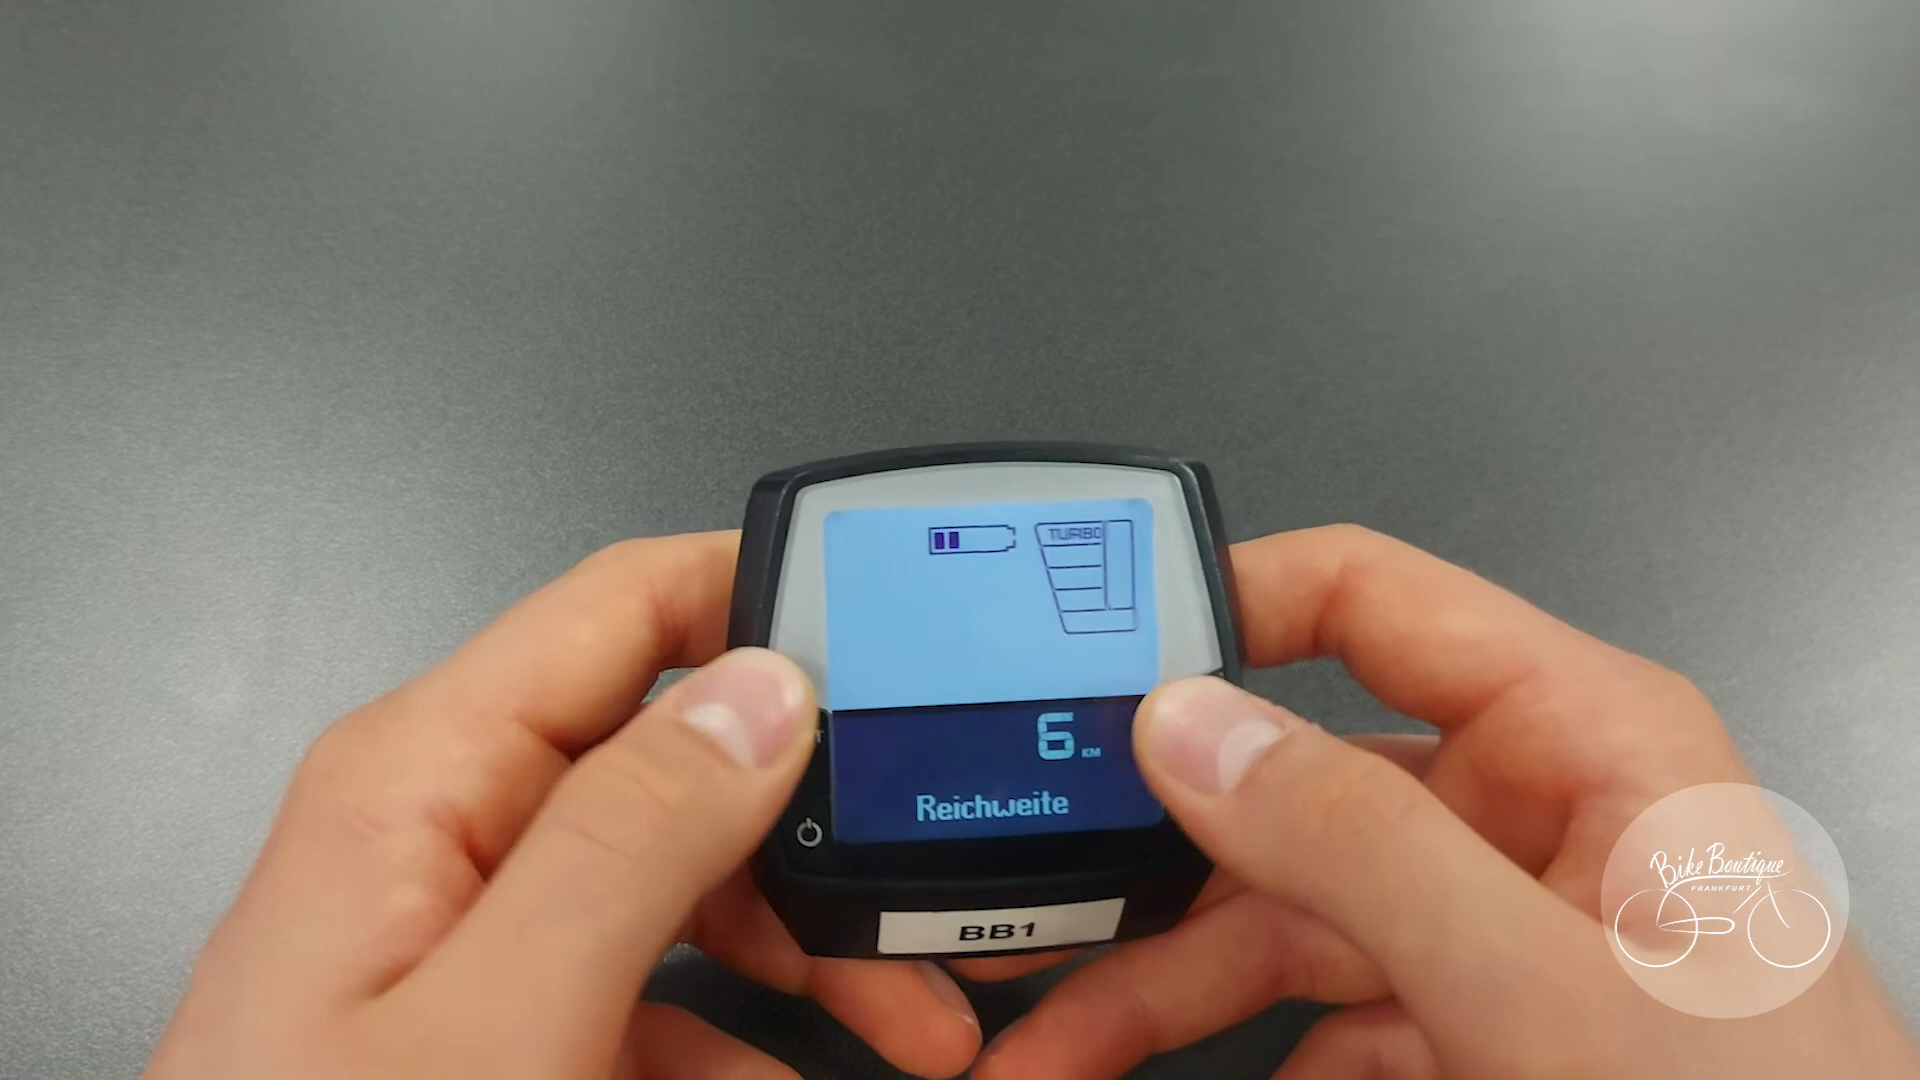 TURBO
6 KM
Reichweite
BB1
Bike Boutique
FRANKFURT